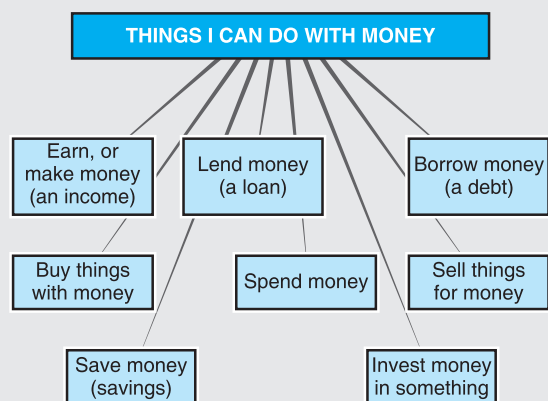 THINGS I CAN DO WITH MONEY
Earn, or
make money
(an income)
Lend money
(a loan)
Borrow money
(a debt)
Buy things
with money
Spend money
Sell things
for money
Save money
(savings)
Invest money
in something